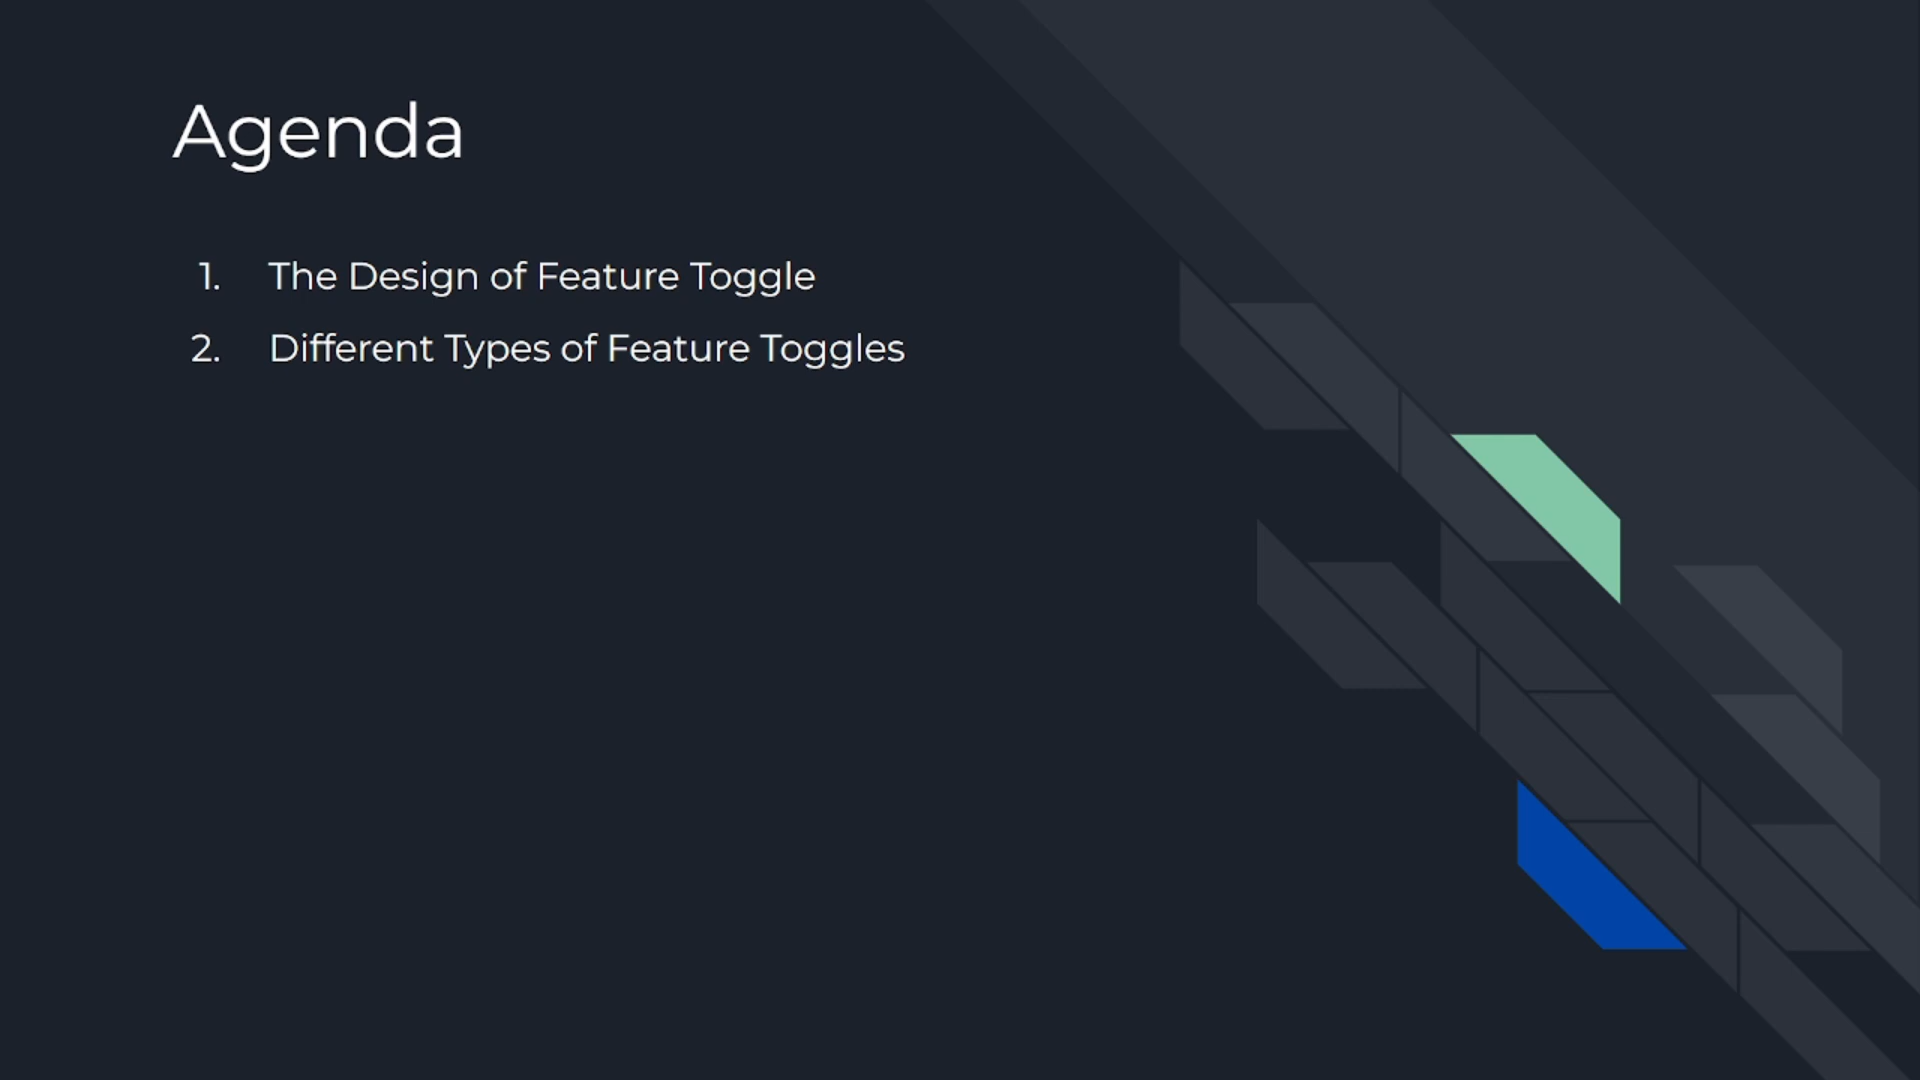 Agenda
1. The Design of Feature Toggle
2. Different Types of Feature Toggles